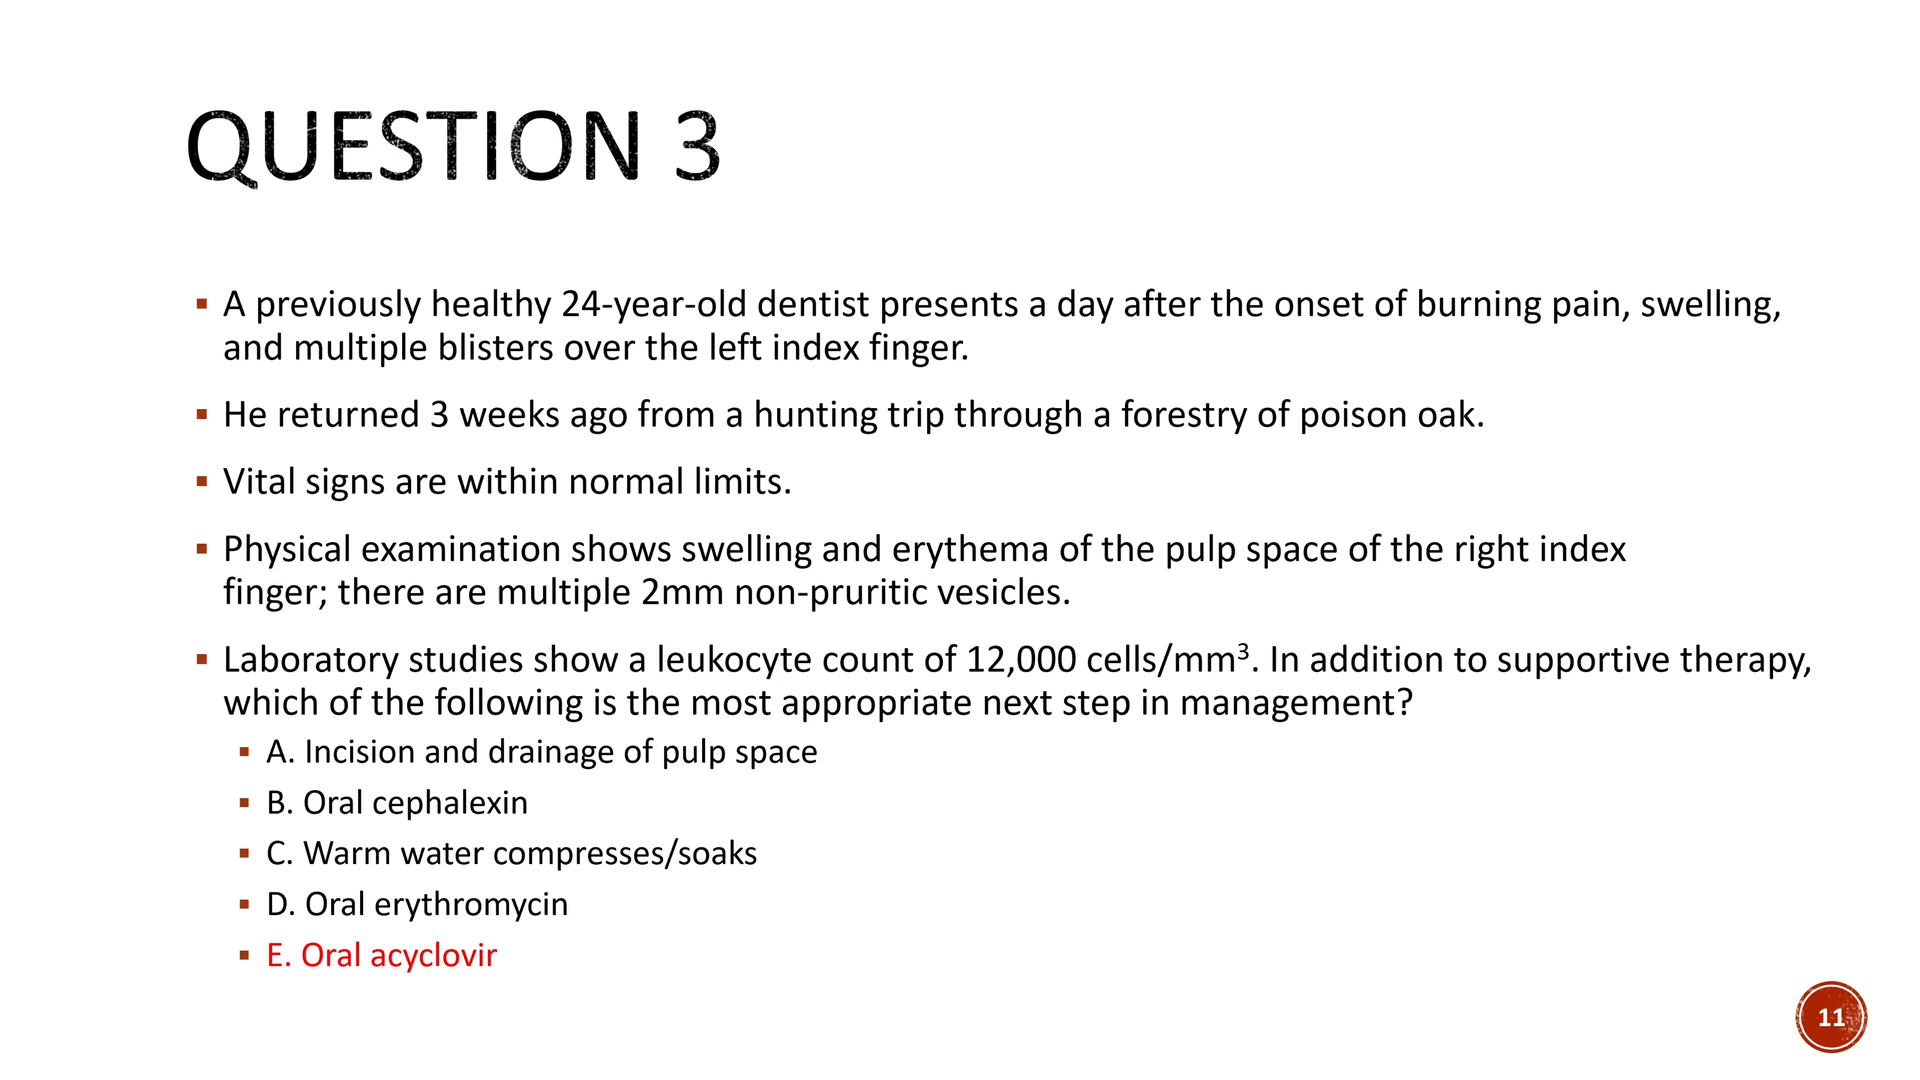 QUESTION 3
▪ A previously healthy 24-year-old dentist presents a day after the onset of burning pain, swelling,
and multiple blisters over the left index finger.
▪ He returned 3 weeks ago from a hunting trip through a forestry of poison oak.
▪ Vital signs are within normal limits.
▪ Physical examination shows swelling and erythema of the pulp space of the right index
finger; there are multiple 2mm non-pruritic vesicles.
▪ Laboratory studies show a leukocyte count of 12,000 cells/mm³. In addition to supportive therapy,
which of the following is the most appropriate next step in management?
▪ A. Incision and drainage of pulp space
▪ B. Oral cephalexin
▪ C. Warm water compresses/soaks
▪ D. Oral erythromycin
▪ E. Oral acyclovir
11